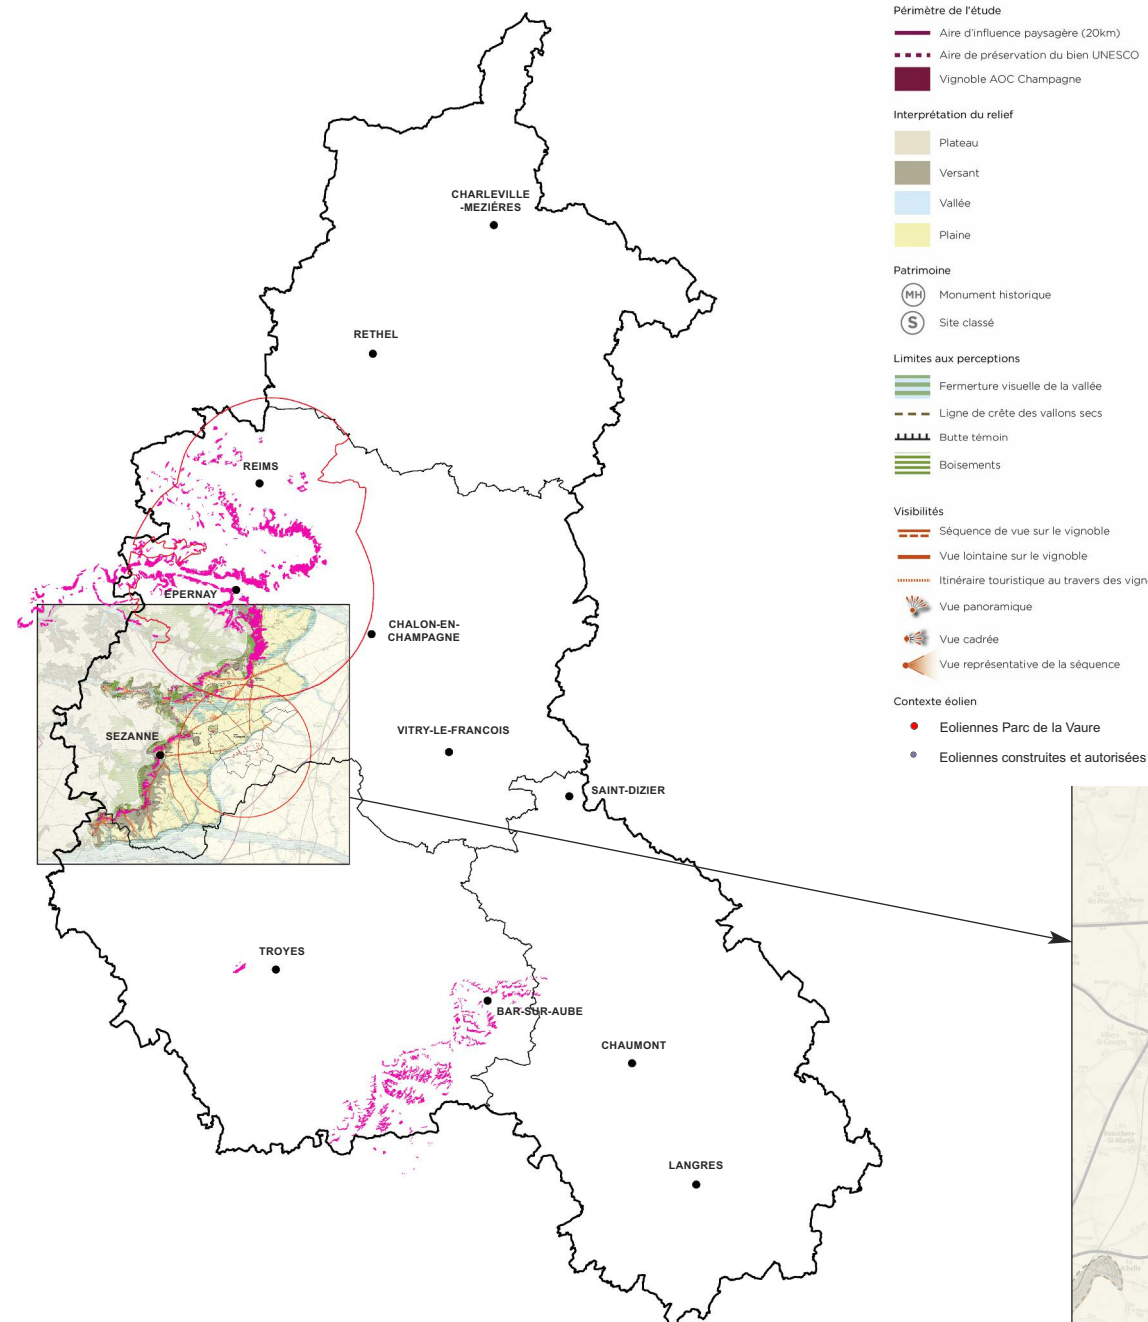 CHARLEVILLE
-MEZIÉRES
RETHEL
REIMS
EPERNAY
CHALON-EN-
CHAMPAGNE
SEZANNE
VITRY-LE-FRANCOIS
SAINT-DIZIER
TROYES
BAR-SUR-AUBE
CHAUMONT
LANGRES
Périmètre de l'étude
Aire d'influence paysagère (20km)
Aire de préservation du bien UNESCO
Vignoble AOC Champagne
Interprétation du relief
Plateau
Versant
Vallée
Plaine
Patrimoine
MH Monument historique
S Site classé
Limites aux perceptions
Fermerture visuelle de la vallée
Ligne de crête des vallons secs
Butte témoin
Boisements
Visibilités
Séquence de vue sur le vignoble
Vue lointaine sur le vignoble
Itinéraire touristique au travers des vign
Vue panoramique
Vue cadrée
Vue représentative de la séquence
Contexte éolien
Eoliennes Parc de la Vaure
Eoliennes construites et autorisées